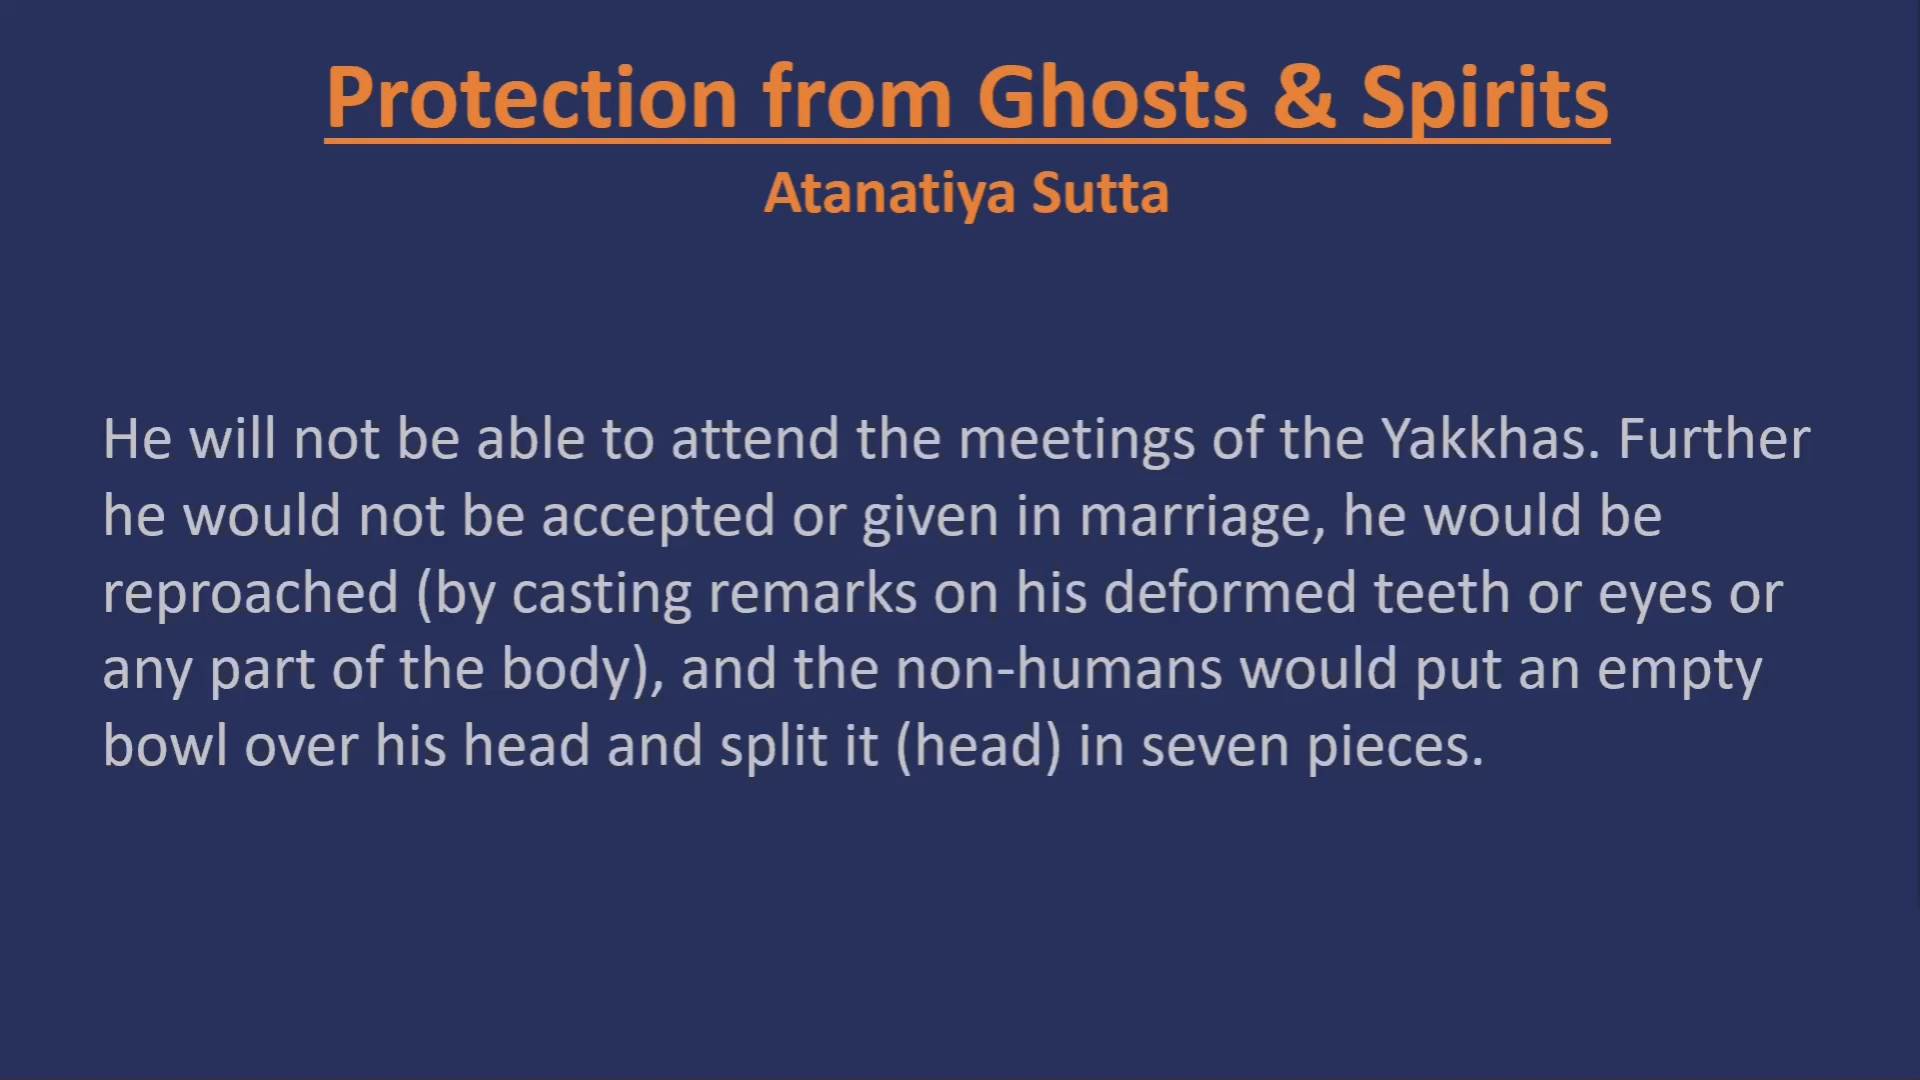 Protection from Ghosts & Spirits
Atanatiya Sutta
He will not be able to attend the meetings of the Yakkhas. Further
he would not be accepted or given in marriage, he would be
reproached (by casting remarks on his deformed teeth or eyes or
any part of the body), and the non-humans would put an empty
bowl over his head and split it (head) in seven pieces.